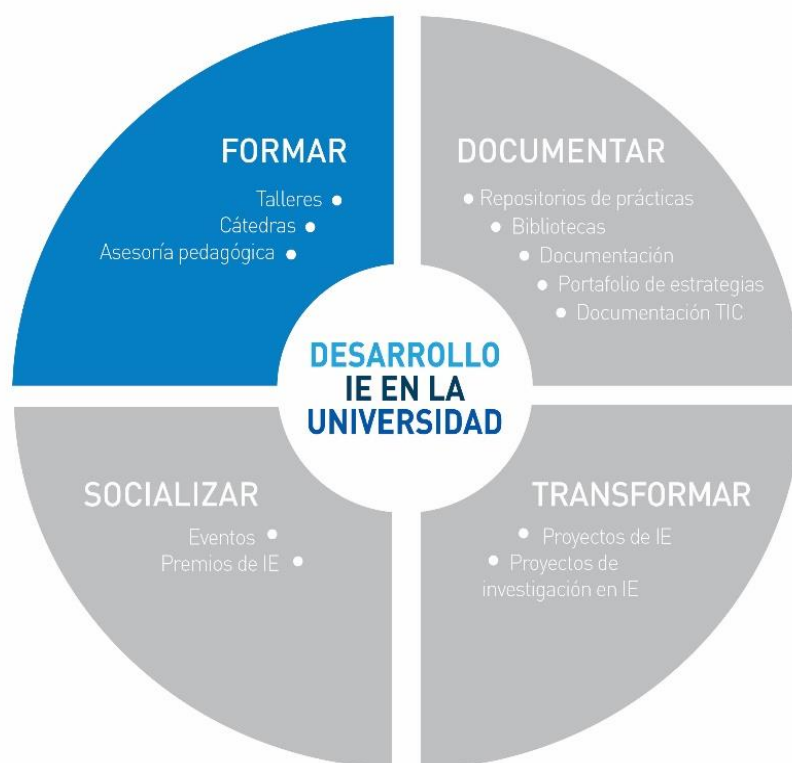 FORMAR
Talleres
Cátedras
Asesoría pedagógica
DOCUMENTAR
Repositorios de prácticas
Bibliotecas
Documentación
Portafolio de estrategias
Documentación TIC
DESARROLLO
IE EN LA
UNIVERSIDAD
SOCIALIZAR
Eventos
Premios de IE
TRANSFORMAR
Proyectos de IE
Proyectos de
investigación en IE